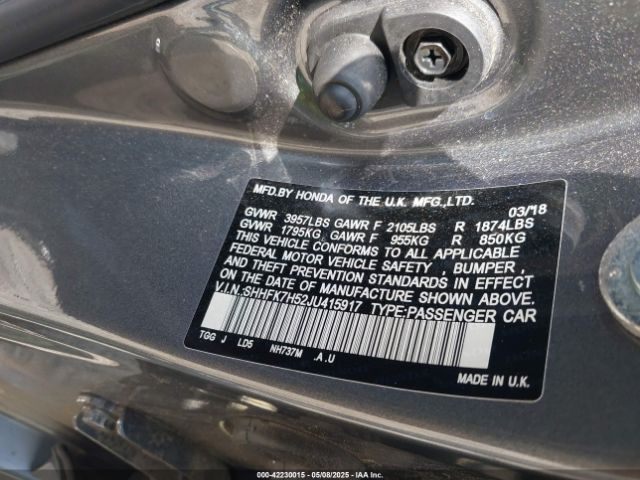 MFD.BY HONDA OF THE U.K. MFG.,LTD.
03/18
GVWR 3957LBS GAWR F 2105LBS R 1874LBS
GVWR 1795KG GAWR F 955KG R 850KG
THIS VEHICLE CONFORMS TO ALL APPLICABLE
FEDERAL MOTOR VEHICLE SAFETY , BUMPER ,
AND THEFT PREVENTION STANDARDS IN EFFECT
ON THE DATE OF MANUFACTURE SHOWN ABOVE.
V.I.N.:SHHFK7H52JU415917 TYPE:PASSENGER CAR
TGG J LD5 NH737M .A.U
MADE IN U.K.
000-42230015 — 05/08/2025 — IAA Inc.